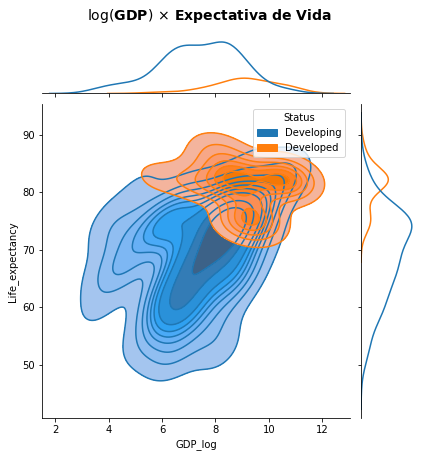 log(GDP) × Expectativa de Vida
Status
Developing
Developed
90
80
70
60
50
Life_expectancy
2 4 6 8 10 12
GDP_log